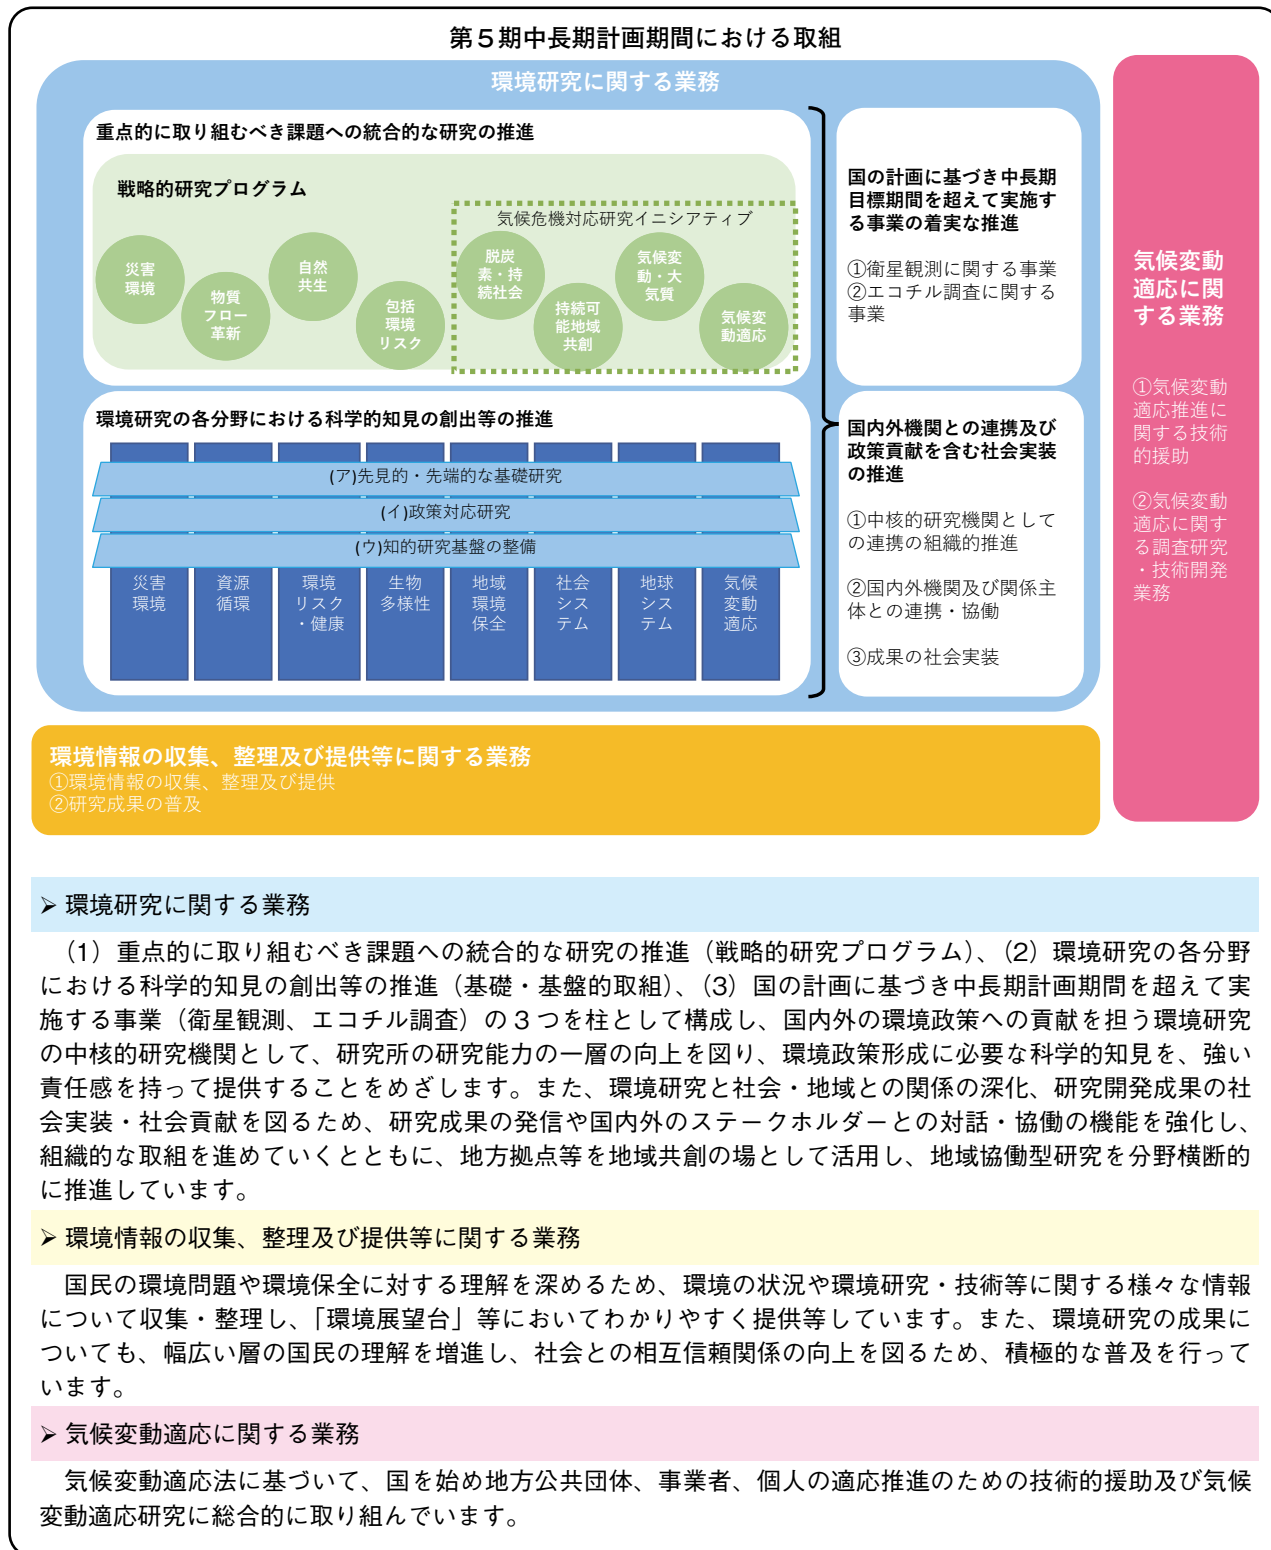 第5期中長期計画期間における取組
環境研究に関する業務
重点的に取り組むべき課題への統合的な研究の推進
戦略的研究プログラム
気候危機対応研究イニシアティブ
災害
環境
物質
フロー
革新
自然
共生
包括
環境
リスク
脱炭
素・持
続社会
持続可
能地域
共創
気候変
動・大
気質
気候変
動適応
環境研究の各分野における科学的知見の創出等の推進
(ア)先見的・先端的な基礎研究
(イ)政策対応研究
(ウ)知的研究基盤の整備
災害
環境
資源
循環
環境
リスク
・健康
生物
多様性
地域
環境
保全
社会
シス
テム
地球
シス
テム
気候
変動
適応
国の計画に基づき中長期
目標期間を超えて実施す
る事業の着実な推進
①衛星観測に関する事業
②エコチル調査に関する
事業
国内外機関との連携及び
政策貢献を含む社会実装
の推進
①中核的研究機関として
の連携の組織的推進
②国内外機関及び関係主
体との連携・協働
③成果の社会実装
気候変動
適応に関
する業務
①気候変動
適応推進に
関する技術
的援助
②気候変動
適応に関す
る調査研究
・技術開発
業務
環境情報の収集、整理及び提供等に関する業務
①環境情報の収集、整理及び提供
②研究成果の普及
➢ 環境研究に関する業務
（1）重点的に取り組むべき課題への統合的な研究の推進（戦略的研究プログラム）、（2）環境研究の各分野
における科学的知見の創出等の推進（基礎・基盤的取組）、（3）国の計画に基づき中長期計画期間を超えて実
施する事業（衛星観測、エコチル調査）の3つを柱として構成し、国内外の環境政策への貢献を担う環境研究
の中核的研究機関として、研究所の研究能力の一層の向上を図り、環境政策形成に必要な科学的知見を、強い
責任感を持って提供することをめざします。また、環境研究と社会・地域との関係の深化、研究開発成果の社
会実装・社会貢献を図るため、研究成果の発信や国内外のステークホルダーとの対話・協働の機能を強化し、
組織的な取組を進めていくとともに、地方拠点等を地域共創の場として活用し、地域協働型研究を分野横断的
に推進しています。
➢ 環境情報の収集、整理及び提供等に関する業務
国民の環境問題や環境保全に対する理解を深めるため、環境の状況や環境研究・技術等に関する様々な情報
について収集・整理し、「環境展望台」等においてわかりやすく提供等しています。また、環境研究の成果に
ついても、幅広い層の国民の理解を増進し、社会との相互信頼関係の向上を図るため、積極的な普及を行って
います。
➢ 気候変動適応に関する業務
気候変動適応法に基づいて、国を始め地方公共団体、事業者、個人の適応推進のための技術的援助及び気候
変動適応研究に総合的に取り組んでいます。